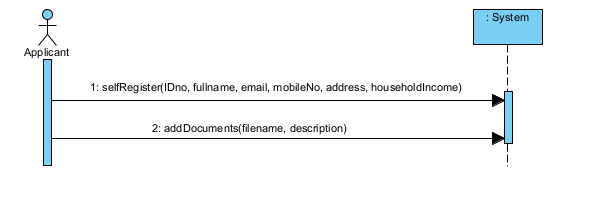 : System
Applicant
1: selfRegister(IDno, fullname, email, mobileNo, address, householdIncome)
2: addDocuments(filename, description)